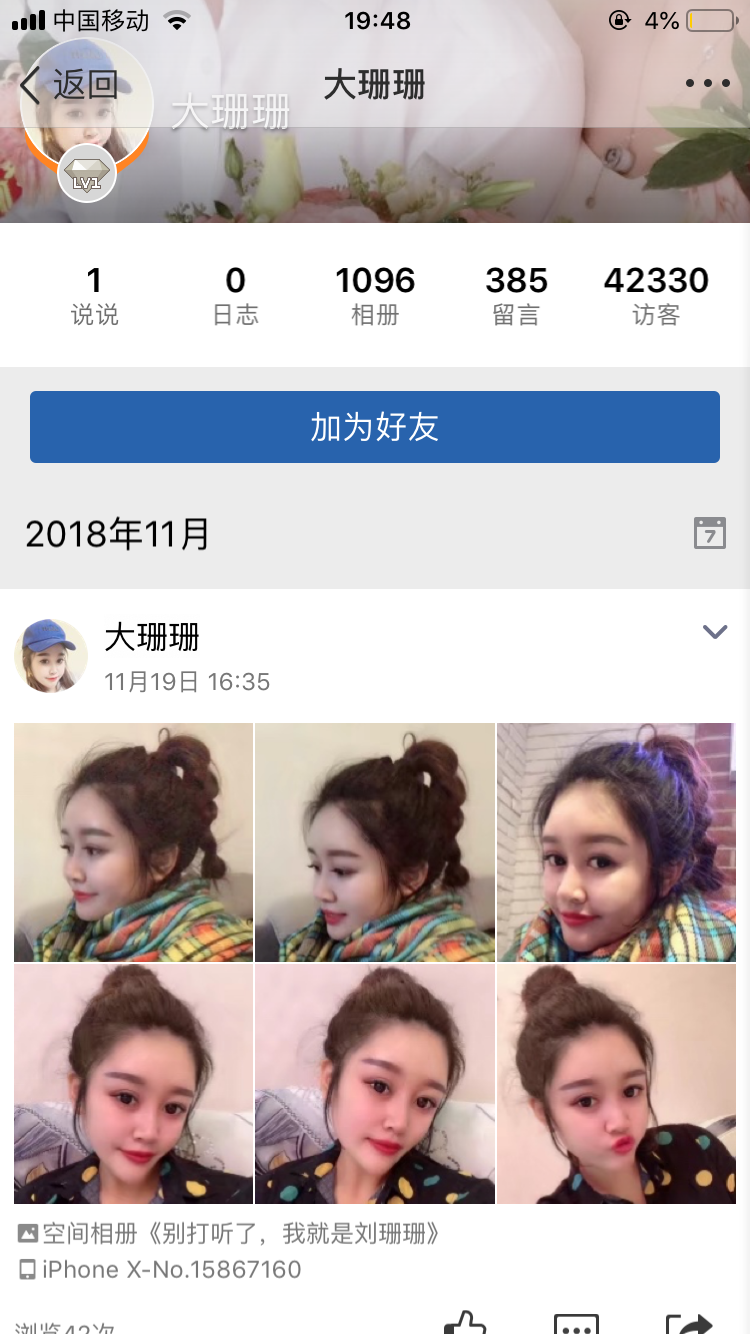 中国移动 19:48 4%
返回 大珊珊
大珊珊
LV1
1 0 1096 385 42330
说说 日志 相册 留言 访客
加为好友
2018年11月
7
大珊珊
11月19日 16:35
空间相册《别打听了，我就是刘珊珊》
iPhone X-No.15867160
浏览42次